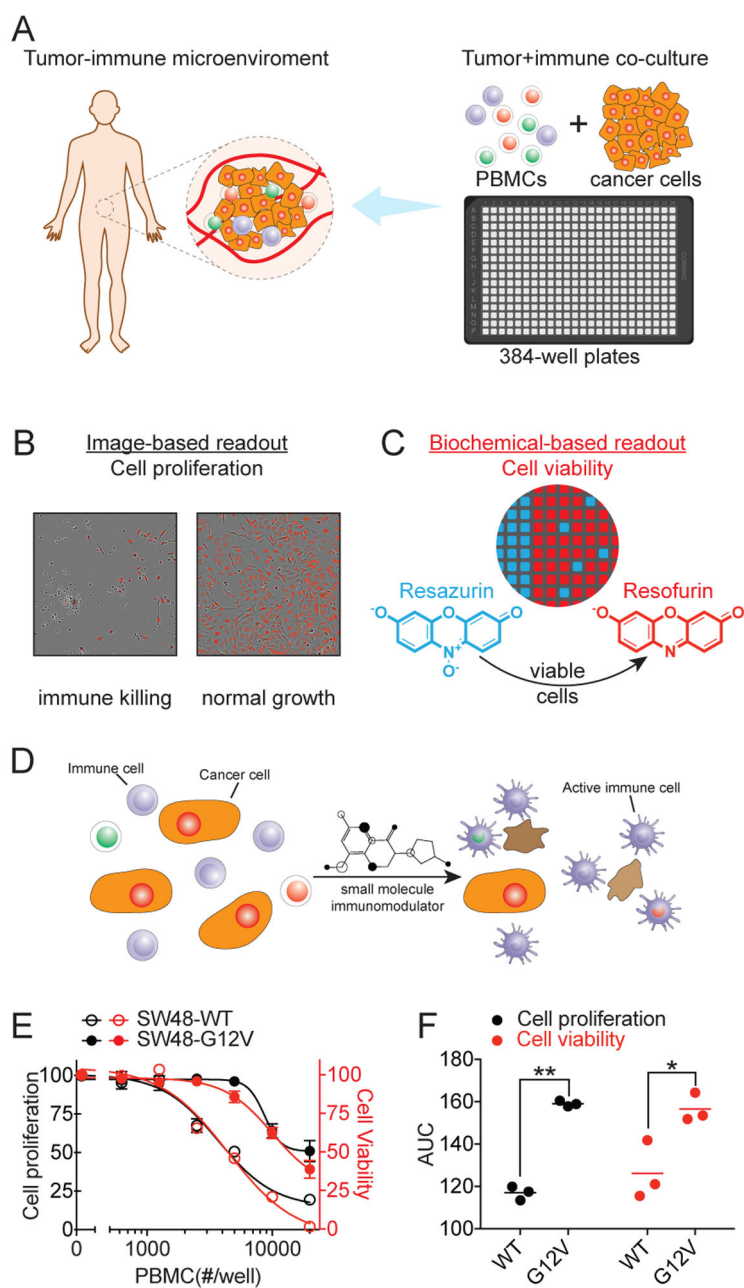 A
Tumor-immune microenviroment
Tumor+immune co-culture
+
PBMCs
cancer cells
384-well plates
B
Image-based readout
Cell proliferation
immune killing
normal growth
C
Biochemical-based readout
Cell viability
Resazurin
Resofurin
-O
O
O
N+
O-
-O
O
O
N
viable
cells
D
Immune cell
Cancer cell
Active immune cell
small molecule
immunomodulator
E
SW48-WT
SW48-G12V
Cell proliferation
100
75
50
25
0
Cell Viability
100
75
50
25
0
0
1000
10000
PBMC(#/well)
F
Cell proliferation
Cell viability
AUC
180
160
140
120
100
**
*
WT
G12V
WT
G12V